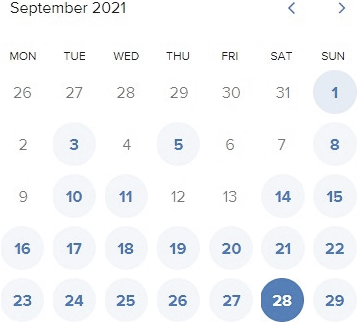 September 2021
MON TUE WED THU FRI SAT SUN
26 27 28 29 30 31 1
2 3 4 5 6 7 8
9 10 11 12 13 14 15
16 17 18 19 20 21 22
23 24 25 26 27 28 29